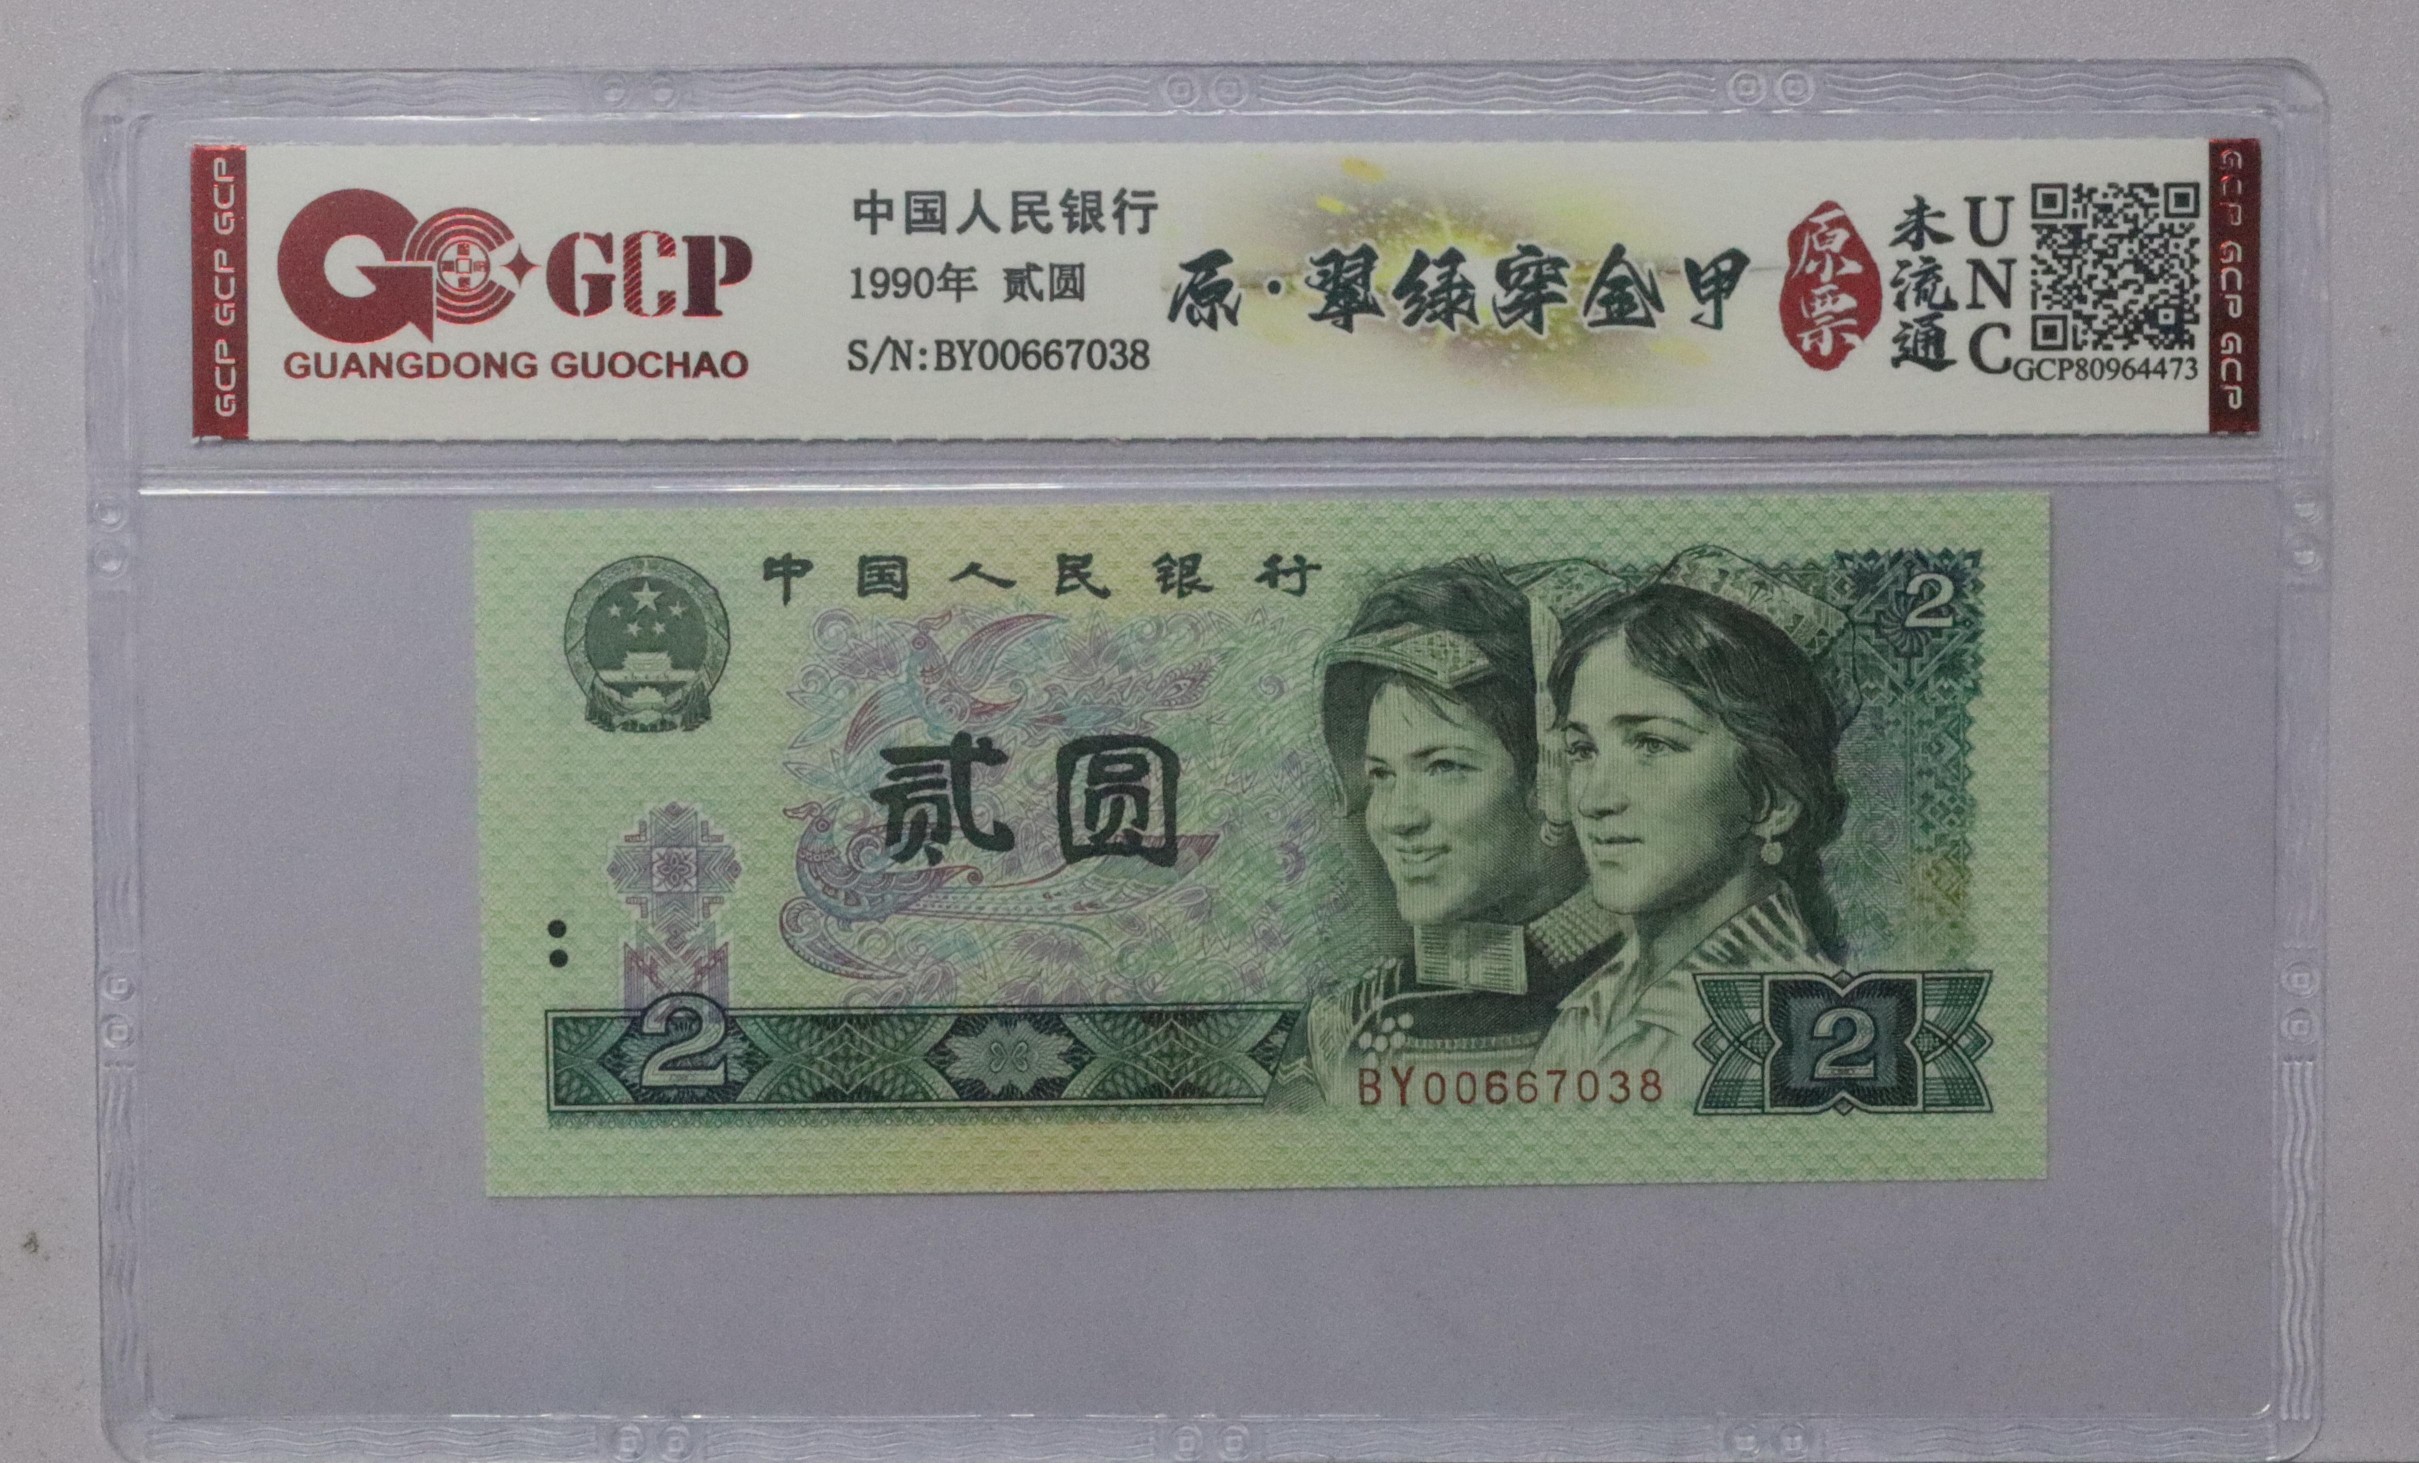 GCP GCP GCP
GCP
GUANGDONG GUOCHAO
中国人民银行
1990年 贰圆
S/N:BY00667038
原·翠绿穿金甲
原票
未流通
UNC
GCP80964473
GCP GCP GCP
中国人民银行
2
贰圆
2
BY00667038
2